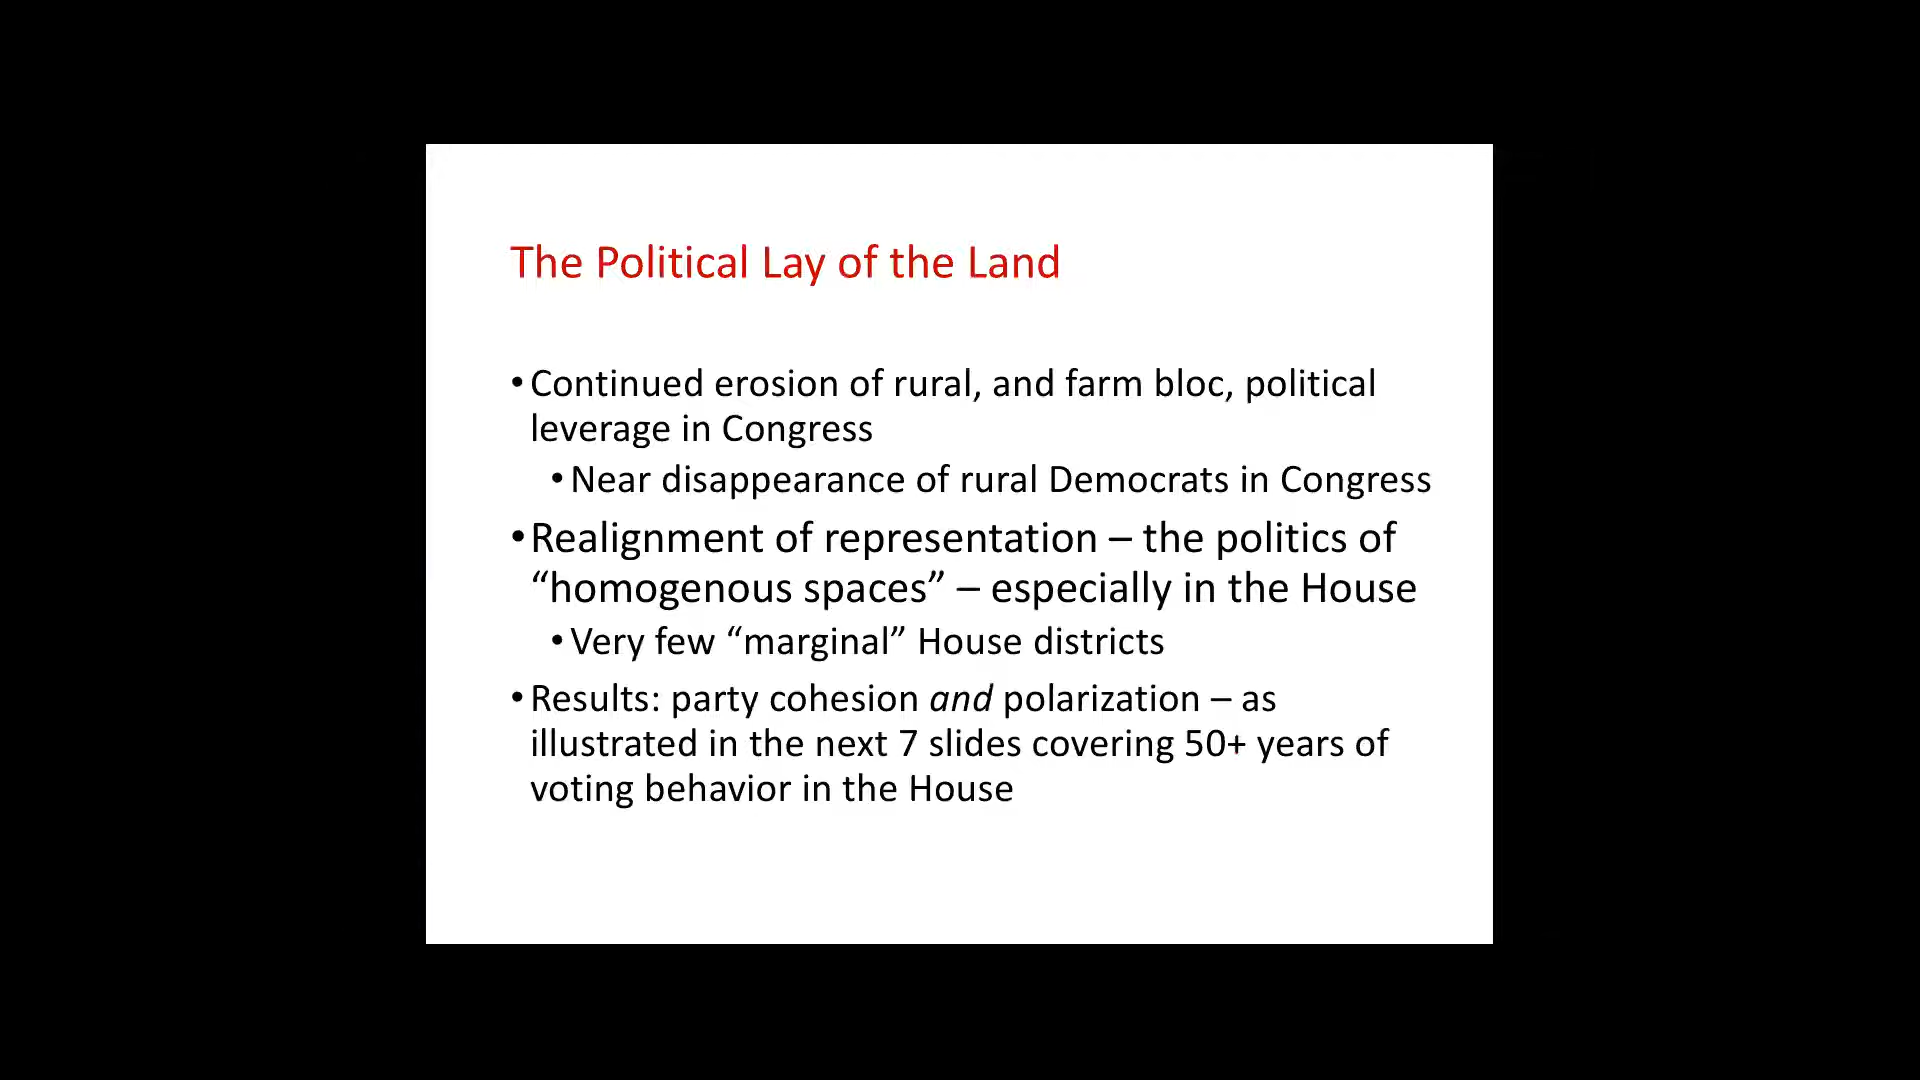 The Political Lay of the Land
• Continued erosion of rural, and farm bloc, political
leverage in Congress
• Near disappearance of rural Democrats in Congress
• Realignment of representation – the politics of
“homogenous spaces” – especially in the House
• Very few “marginal” House districts
• Results: party cohesion and polarization – as
illustrated in the next 7 slides covering 50+ years of
voting behavior in the House